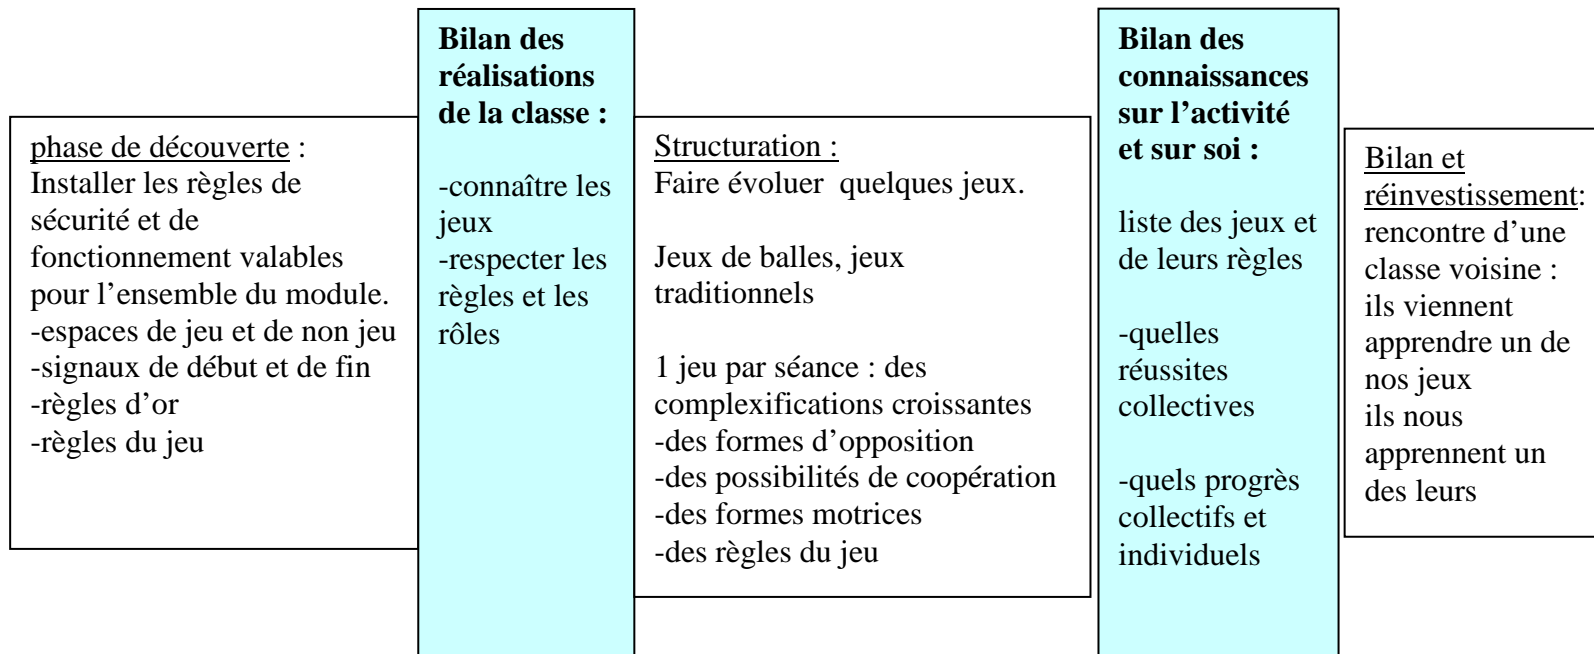 phase de découverte :
Installer les règles de
sécurité et de
fonctionnement valables
pour l’ensemble du module.
-espaces de jeu et de non jeu
-signaux de début et de fin
-règles d’or
-règles du jeu
Bilan des
réalisations
de la classe :
-connaître les
jeux
-respecter les
règles et les
rôles
Structuration :
Faire évoluer  quelques jeux.
Jeux de balles, jeux
traditionnels
1 jeu par séance : des
complexifications croissantes
-des formes d’opposition
-des possibilités de coopération
-des formes motrices
-des règles du jeu
Bilan des
connaissances
sur l’activité
et sur soi :
liste des jeux et
de leurs règles
-quelles
réussites
collectives
-quels progrès
collectifs et
individuels
Bilan et
réinvestissement:
rencontre d’une
classe voisine :
ils viennent
apprendre un de
nos jeux
ils nous
apprennent un
des leurs